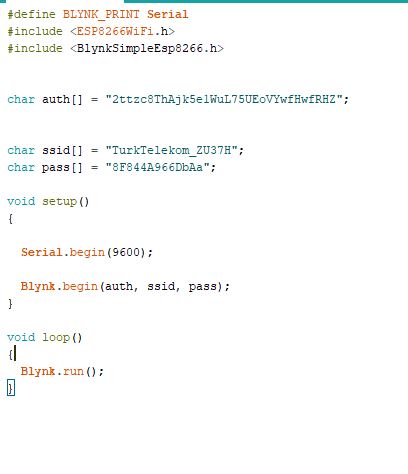 #define BLYNK_PRINT Serial
#include <ESP8266WiFi.h>
#include <BlynkSimpleEsp8266.h>
char auth[] = "2ttzc8ThAjk5elWuL75UEoVYwfHwfRHZ";
char ssid[] = "TurkTelekom_ZU37H";
char pass[] = "8F844A966DbAa";
void setup()
{
Serial.begin(9600);
Blynk.begin(auth, ssid, pass);
}
void loop()
{
Blynk.run();
}